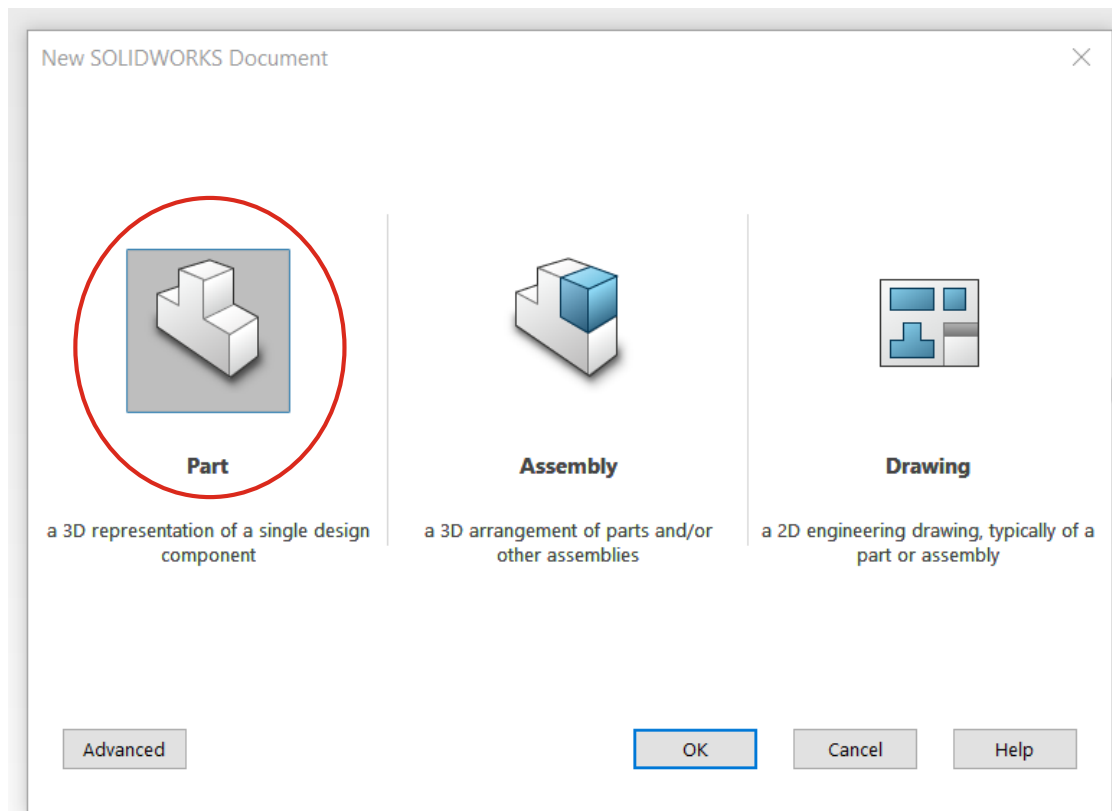 New SOLIDWORKS Document
Part
a 3D representation of a single design
component
Assembly
a 3D arrangement of parts and/or
other assemblies
Drawing
a 2D engineering drawing, typically of a
part or assembly
Advanced
OK
Cancel
Help